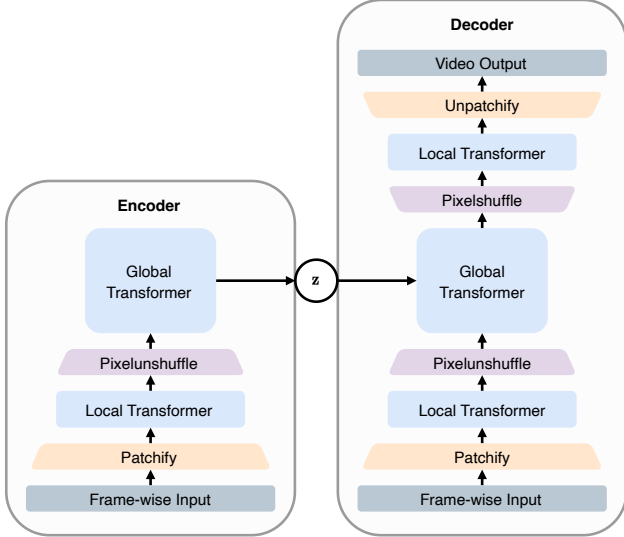 Encoder
Global
Transformer
Pixelunshuffle
Local Transformer
Patchify
Frame-wise Input
z
Decoder
Video Output
Unpatchify
Local Transformer
Pixelshuffle
Global
Transformer
Pixelunshuffle
Local Transformer
Patchify
Frame-wise Input